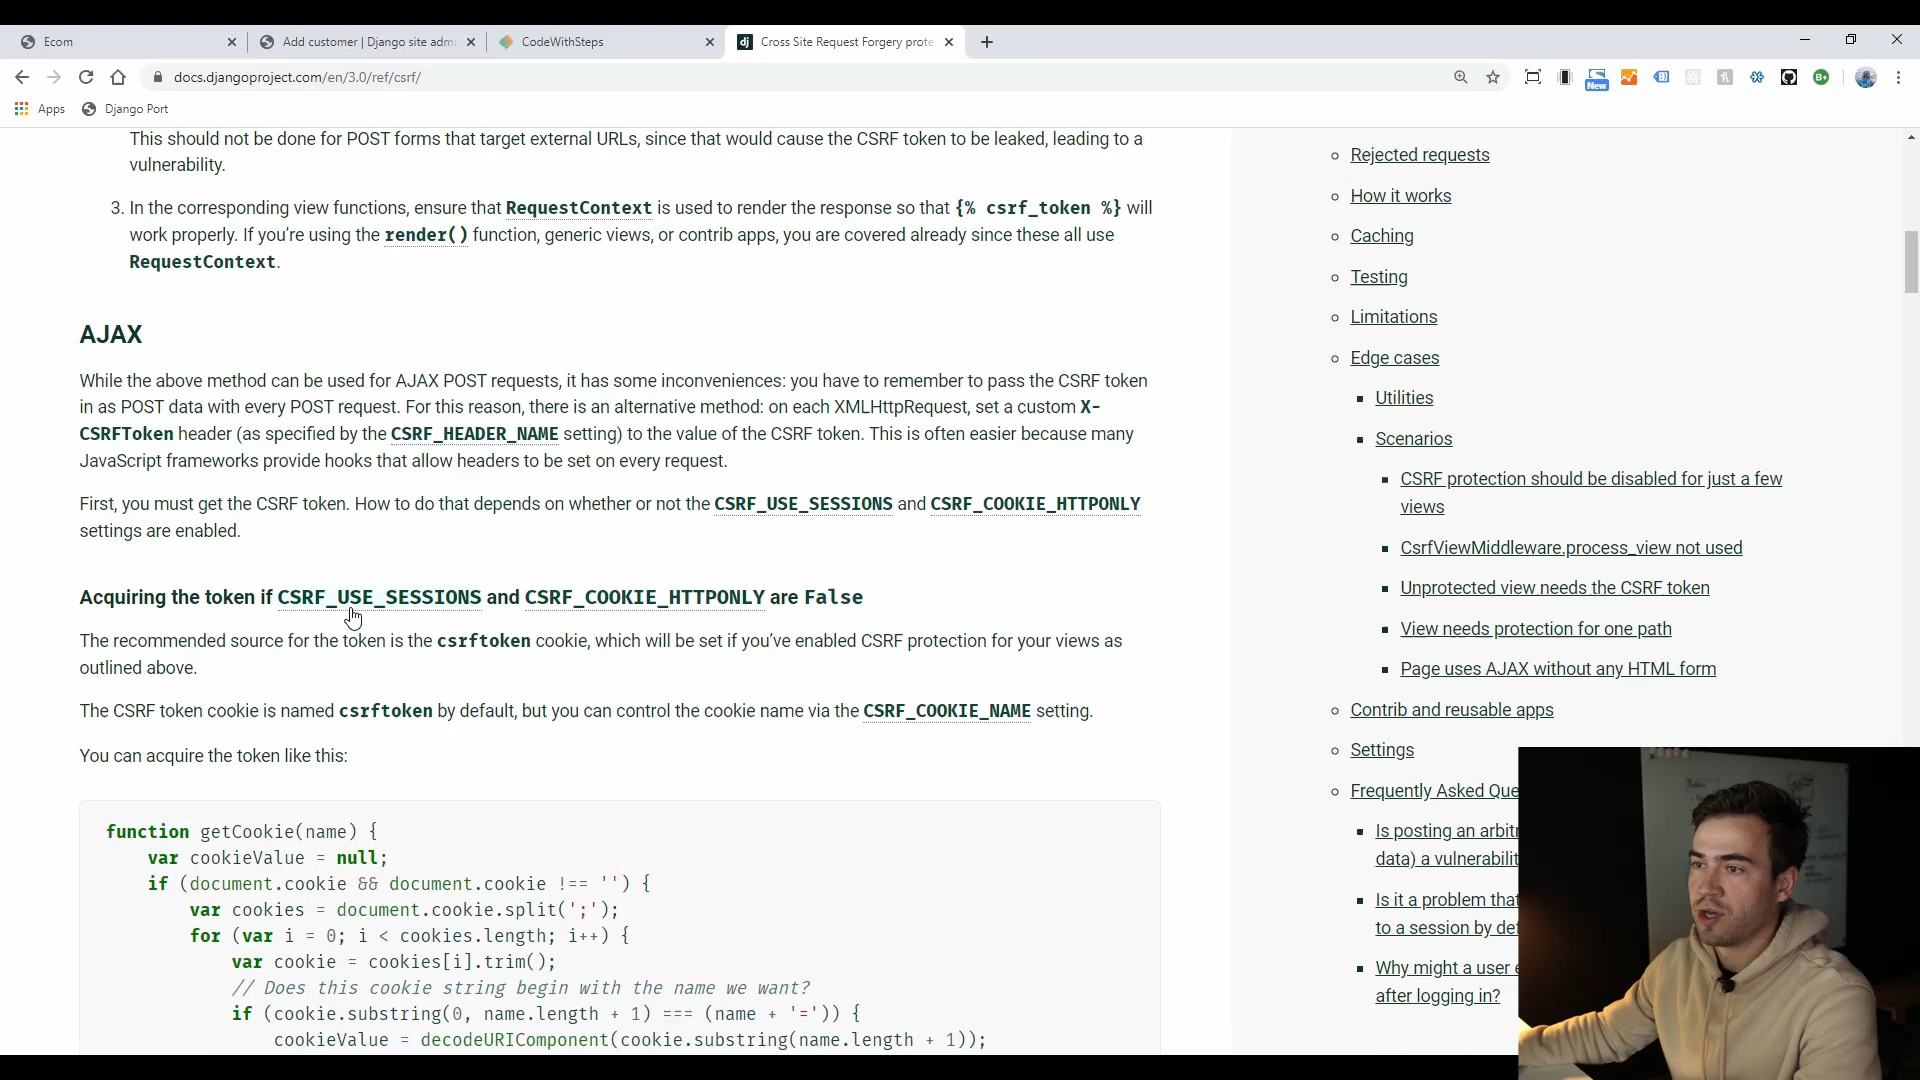 Ecom
Add customer | Django site adm
CodeWithSteps
dj Cross Site Request Forgery prote
docs.djangoproject.com/en/3.0/ref/csrf/
New
Apps
Django Port
This should not be done for POST forms that target external URLs, since that would cause the CSRF token to be leaked, leading to a
vulnerability.
3. In the corresponding view functions, ensure that RequestContext is used to render the response so that {% csrf_token %} will
work properly. If you’re using the render() function, generic views, or contrib apps, you are covered already since these all use
RequestContext.
AJAX
While the above method can be used for AJAX POST requests, it has some inconveniences: you have to remember to pass the CSRF token
in as POST data with every POST request. For this reason, there is an alternative method: on each XMLHttpRequest, set a custom X-
CSRFToken header (as specified by the CSRF_HEADER_NAME setting) to the value of the CSRF token. This is often easier because many
JavaScript frameworks provide hooks that allow headers to be set on every request.
First, you must get the CSRF token. How to do that depends on whether or not the CSRF_USE_SESSIONS and CSRF_COOKIE_HTTPONLY
settings are enabled.
Acquiring the token if CSRF_USE_SESSIONS and CSRF_COOKIE_HTTPONLY are False
The recommended source for the token is the csrftoken cookie, which will be set if you’ve enabled CSRF protection for your views as
outlined above.
The CSRF token cookie is named csrftoken by default, but you can control the cookie name via the CSRF_COOKIE_NAME setting.
You can acquire the token like this:
function getCookie(name) {
var cookieValue = null;
if (document.cookie && document.cookie !== '') {
var cookies = document.cookie.split(';');
for (var i = 0; i < cookies.length; i++) {
var cookie = cookies[i].trim();
// Does this cookie string begin with the name we want?
if (cookie.substring(0, name.length + 1) === (name + '=')) {
cookieValue = decodeURIComponent(cookie.substring(name.length + 1));
Rejected requests
How it works
Caching
Testing
Limitations
Edge cases
Utilities
Scenarios
CSRF protection should be disabled for just a few
views
CsrfViewMiddleware.process_view not used
Unprotected view needs the CSRF token
View needs protection for one path
Page uses AJAX without any HTML form
Contrib and reusable apps
Settings
Frequently Asked Que
Is posting an arbit
data) a vulnerabilit
Is it a problem that
to a session by def
Why might a user e
after logging in?